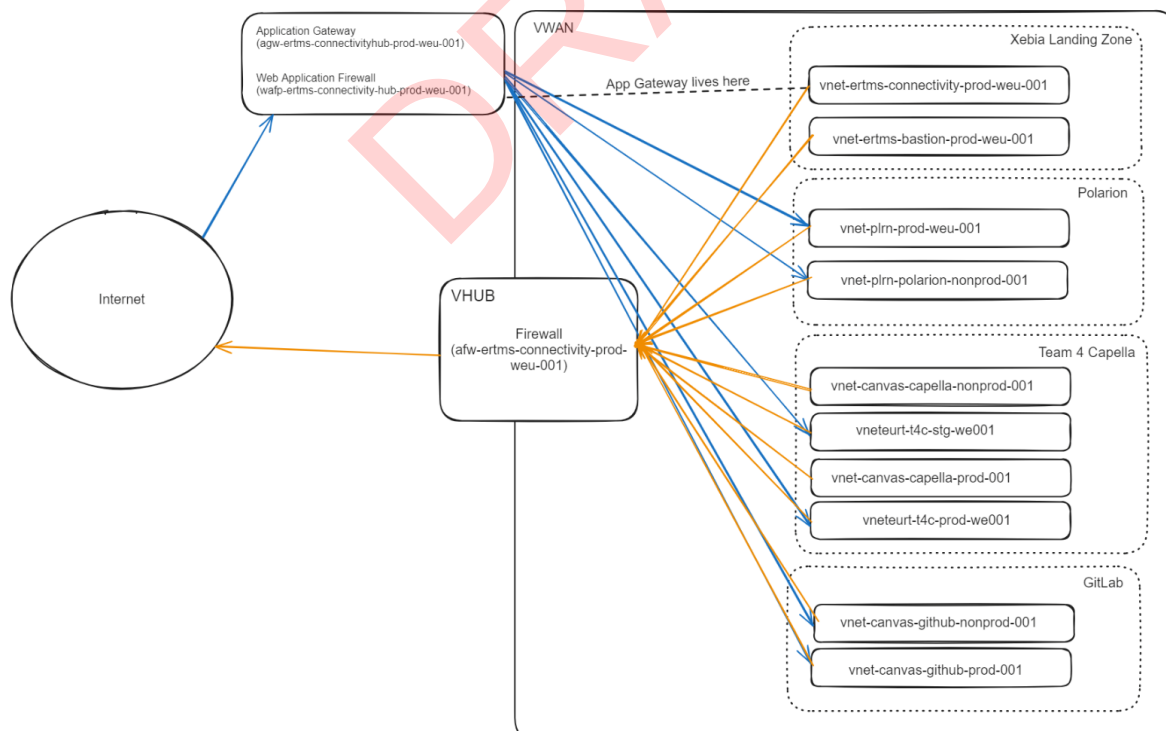 Application Gateway
(agw-ertms-connectivityhub-prod-weu-001)
Web Application Firewall
(wafp-ertms-connectivity-hub-prod-weu-001)
VWAN
Xebia Landing Zone
App Gateway lives here
vnet-ertms-connectivity-prod-weu-001
vnet-ertms-bastion-prod-weu-001
Polarion
vnet-plrn-prod-weu-001
vnet-plrn-polarion-nonprod-001
Internet
VHUB
Firewall
(afw-ertms-connectivity-prod-
weu-001)
Team 4 Capella
vnet-canvas-capella-nonprod-001
vneteurt-t4c-stg-we001
vnet-canvas-capella-prod-001
vneteurt-t4c-prod-we001
GitLab
vnet-canvas-github-nonprod-001
vnet-canvas-github-prod-001